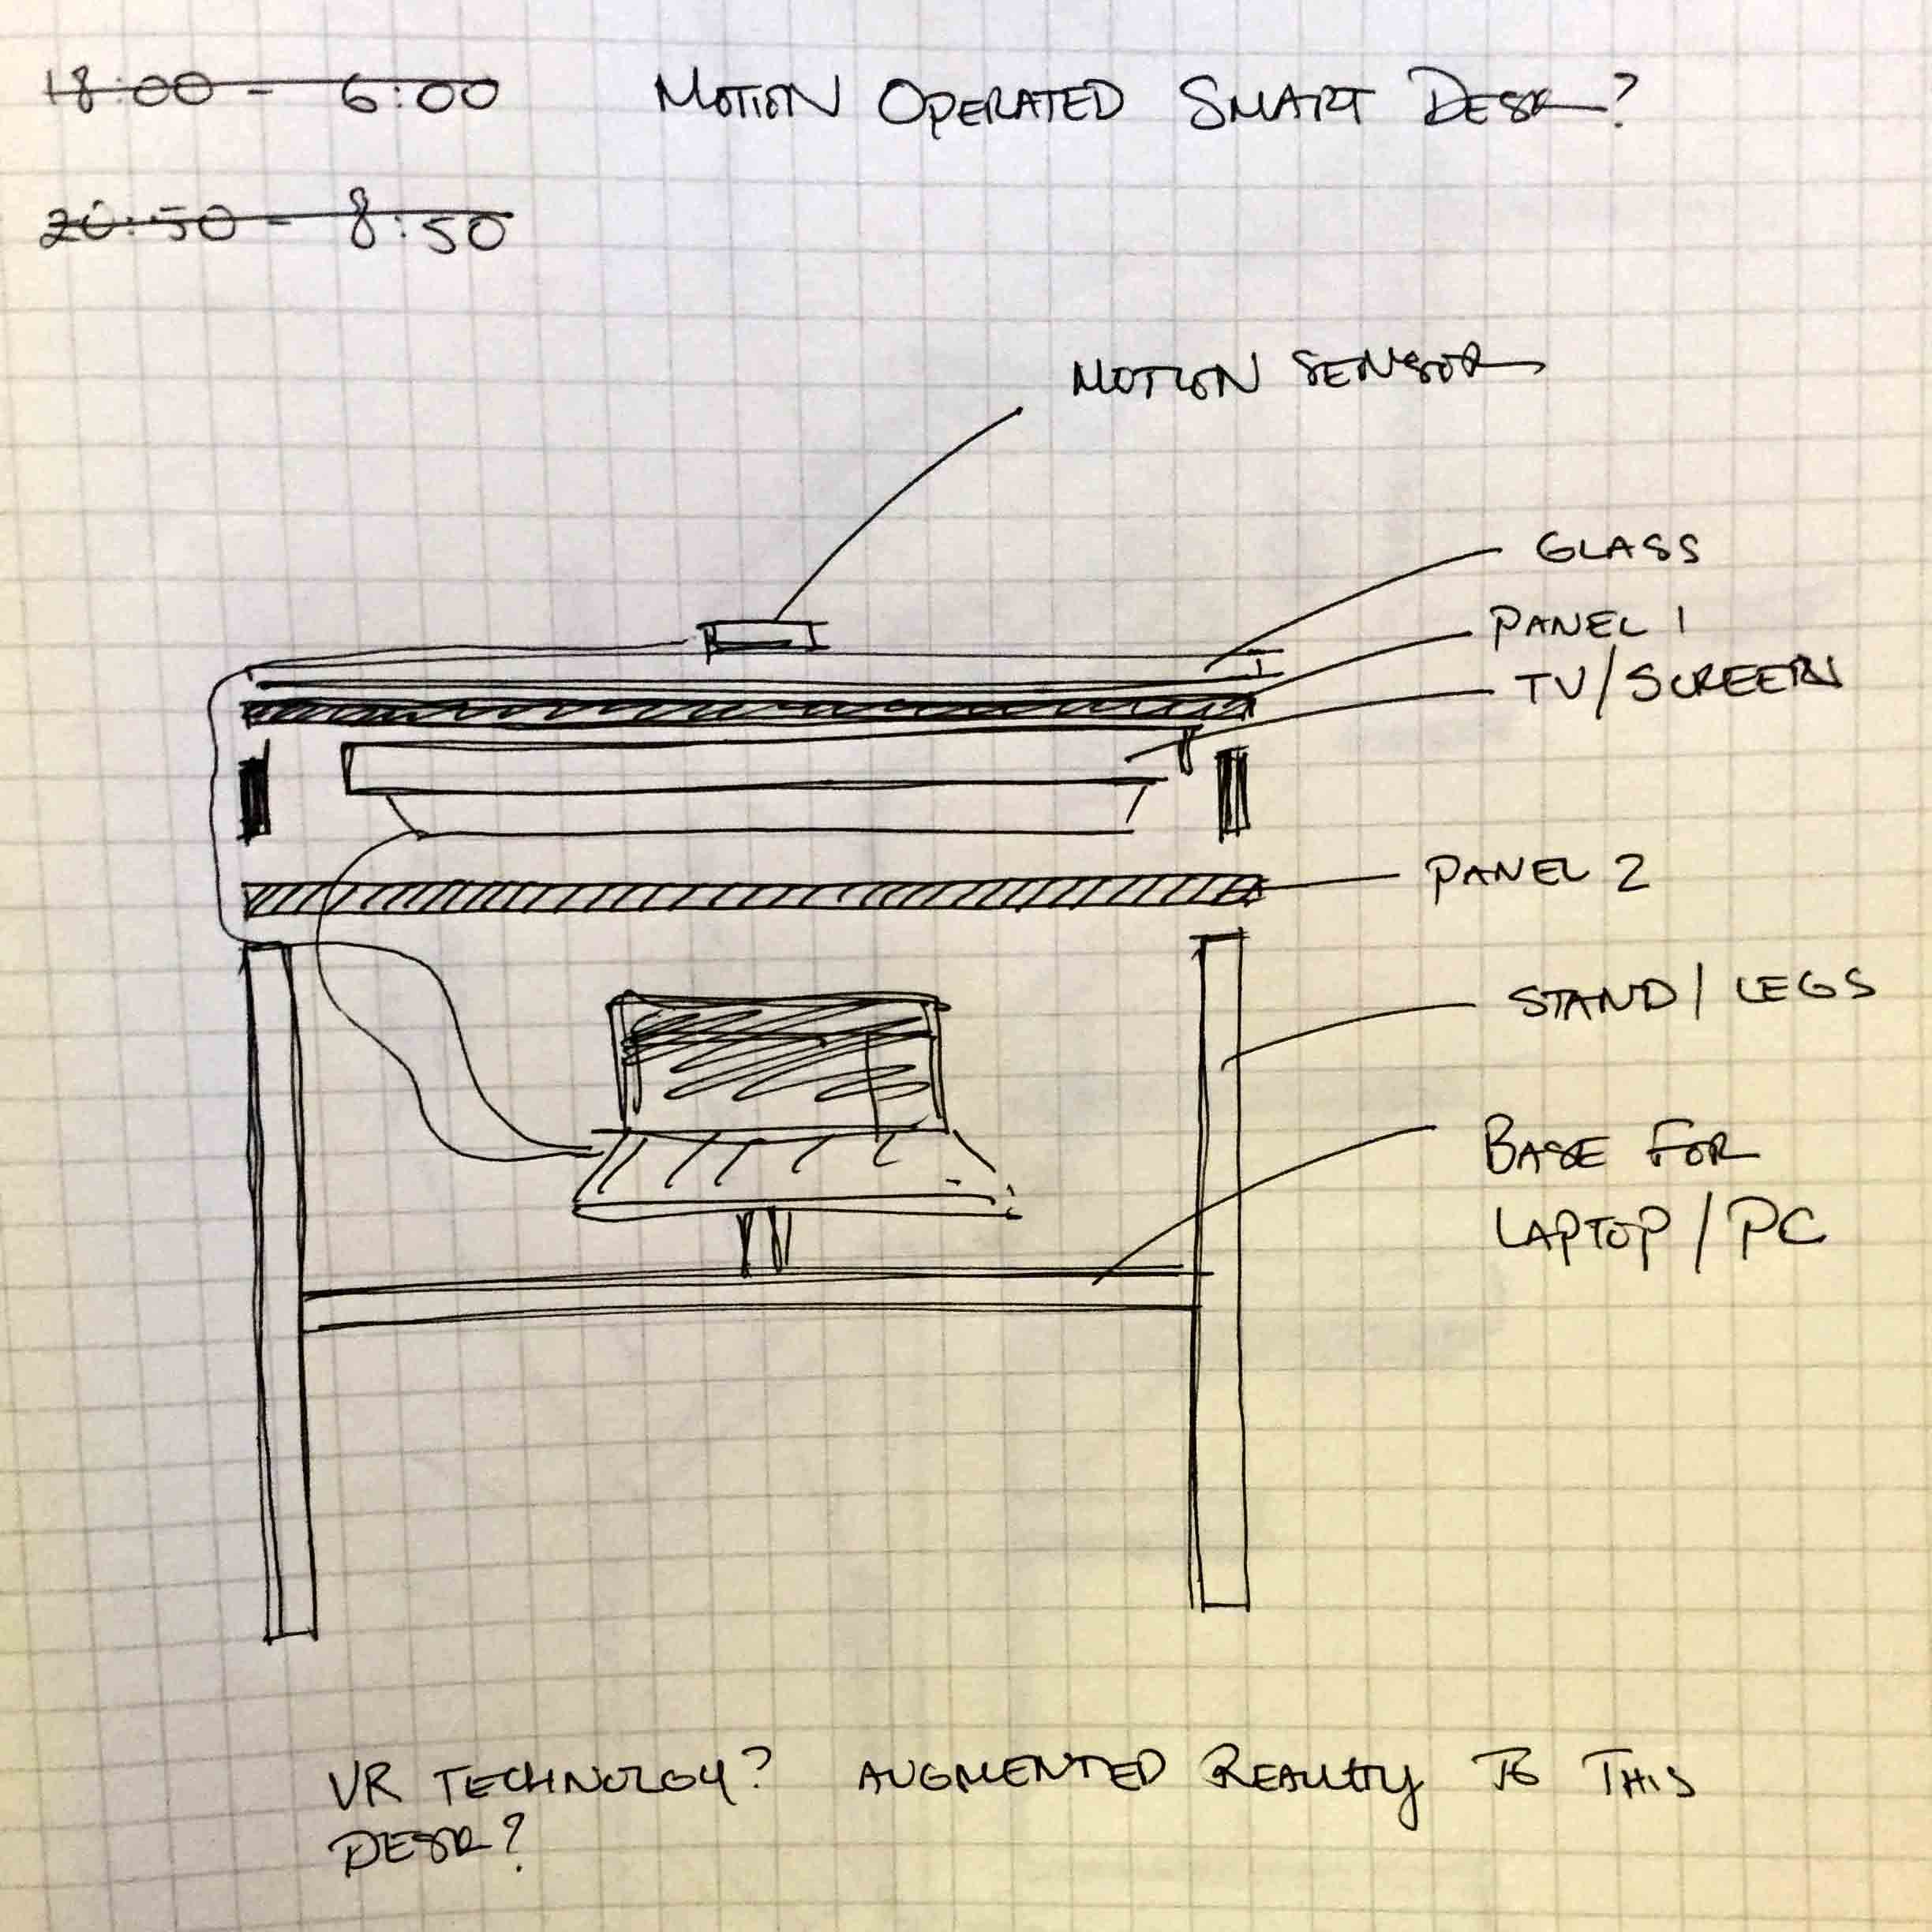 18:00 - 6:00
MOTION OPERATED SMART DESK?
20:50 - 8:50
MOTION SENSOR
GLASS
PANEL 1
TV/SCREEN
PANEL 2
STAND/LEGS
BASE FOR
LAPTOP/PC
VR TECHNOLOGY? AUGMENTED REALITY TO THIS
DESK?